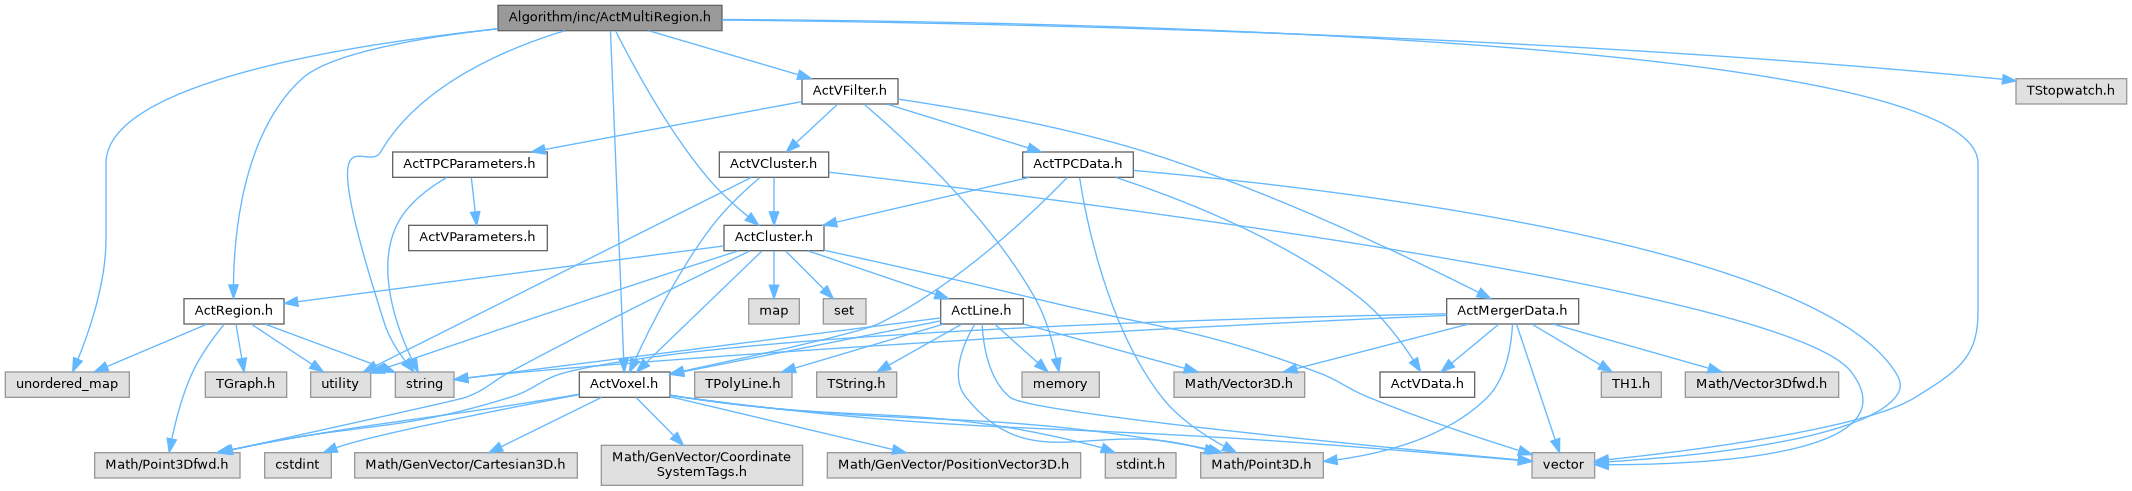 Algorithm/inc/ActMultiRegion.h
ActVFilter.h
TStopwatch.h
ActTPCParameters.h
ActVCluster.h
ActTPCData.h
ActVParameters.h
ActCluster.h
ActRegion.h
map
set
ActLine.h
ActMergerData.h
unordered_map
TGraph.h
utility
string
ActVoxel.h
TPolyLine.h
TString.h
memory
Math/Vector3D.h
ActVData.h
TH1.h
Math/Vector3Dfwd.h
Math/Point3Dfwd.h
cstdint
Math/GenVector/Cartesian3D.h
Math/GenVector/Coordinate
SystemTags.h
Math/GenVector/PositionVector3D.h
stdint.h
Math/Point3D.h
vector